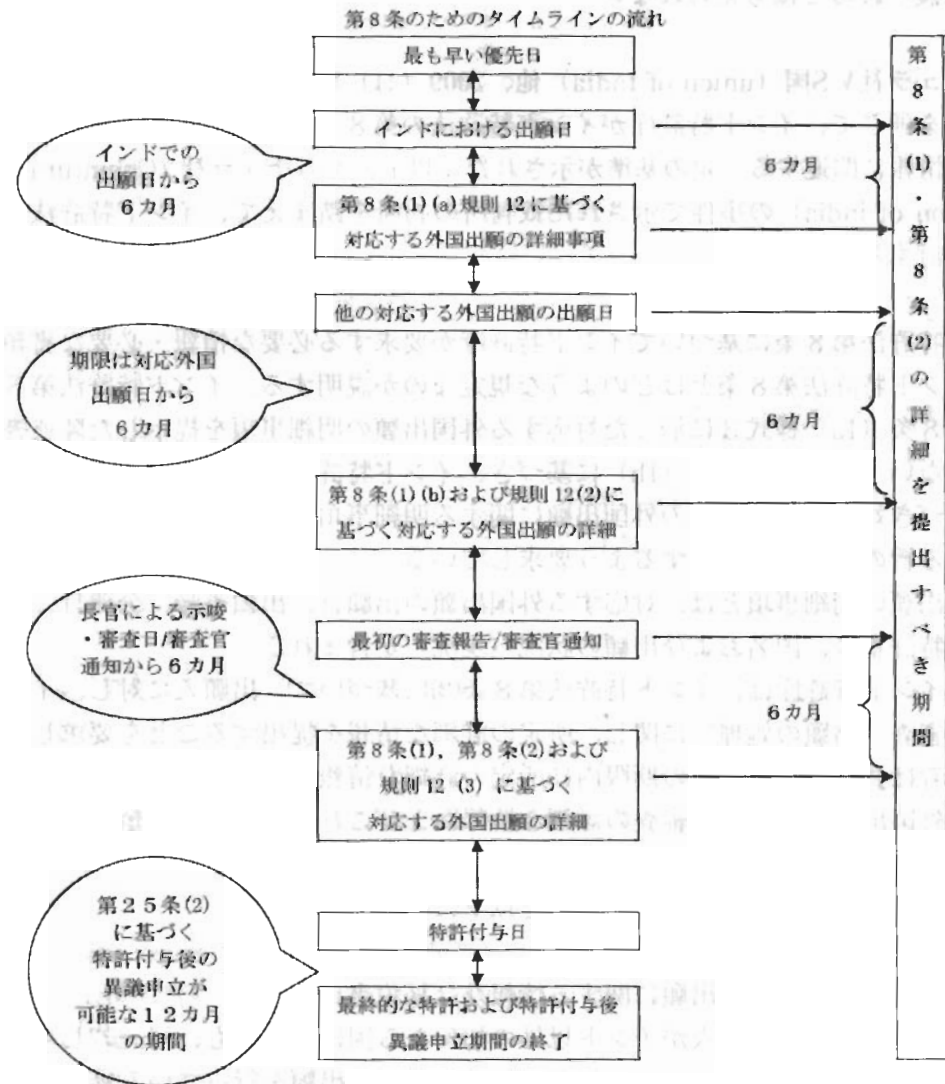 第8条のためのタイムラインの流れ
最も早い優先日
インドにおける出願日
インドでの
出願日から
6カ月
第8条(1)(a)規則12に基づく
対応する外国出願の詳細事項
6カ月
他の対応する外国出願の出願日
期限は対応外国
出願日から
6カ月
6カ月
第8条(1)(b)および規則12(2)に
基づく対応する外国出願の詳細
長官による示唆
・審査日/審査官
通知から6カ月
最初の審査報告/審査官通知
6カ月
第8条(1)、第8条(2)および
規則12(3)に基づく
対応する外国出願の詳細
第25条(2)
に基づく
特許付与後の
異議申立が
可能な12カ月
の期間
特許付与日
最終的な特許および特許付与後
異議申立期間の終了
第8条(1)・第8条(2)の詳細を提出すべき期間